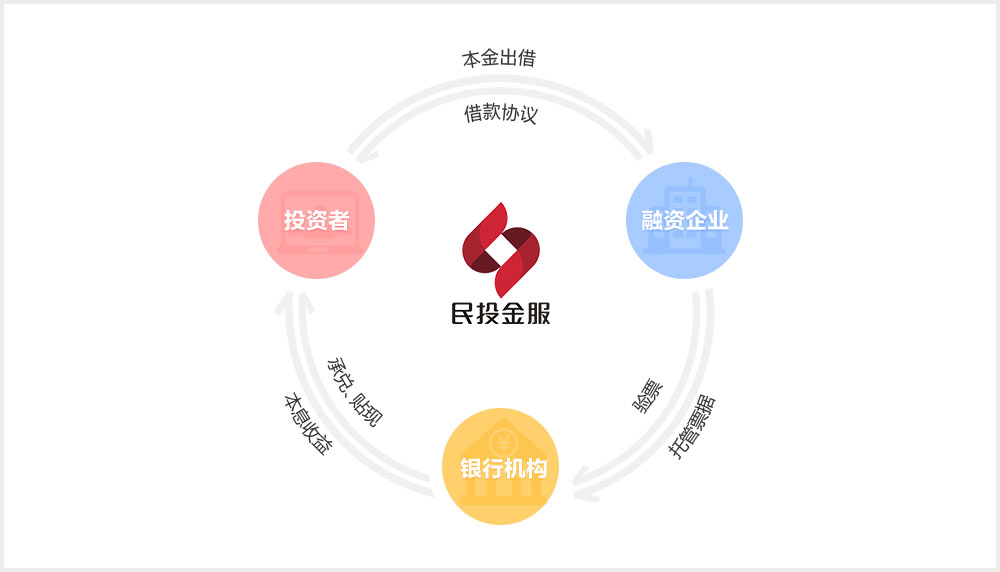 本金出借
借款协议
投资者
融资企业
民投金服
承兑、贴现
本息收益
验票
托管票据
银行机构